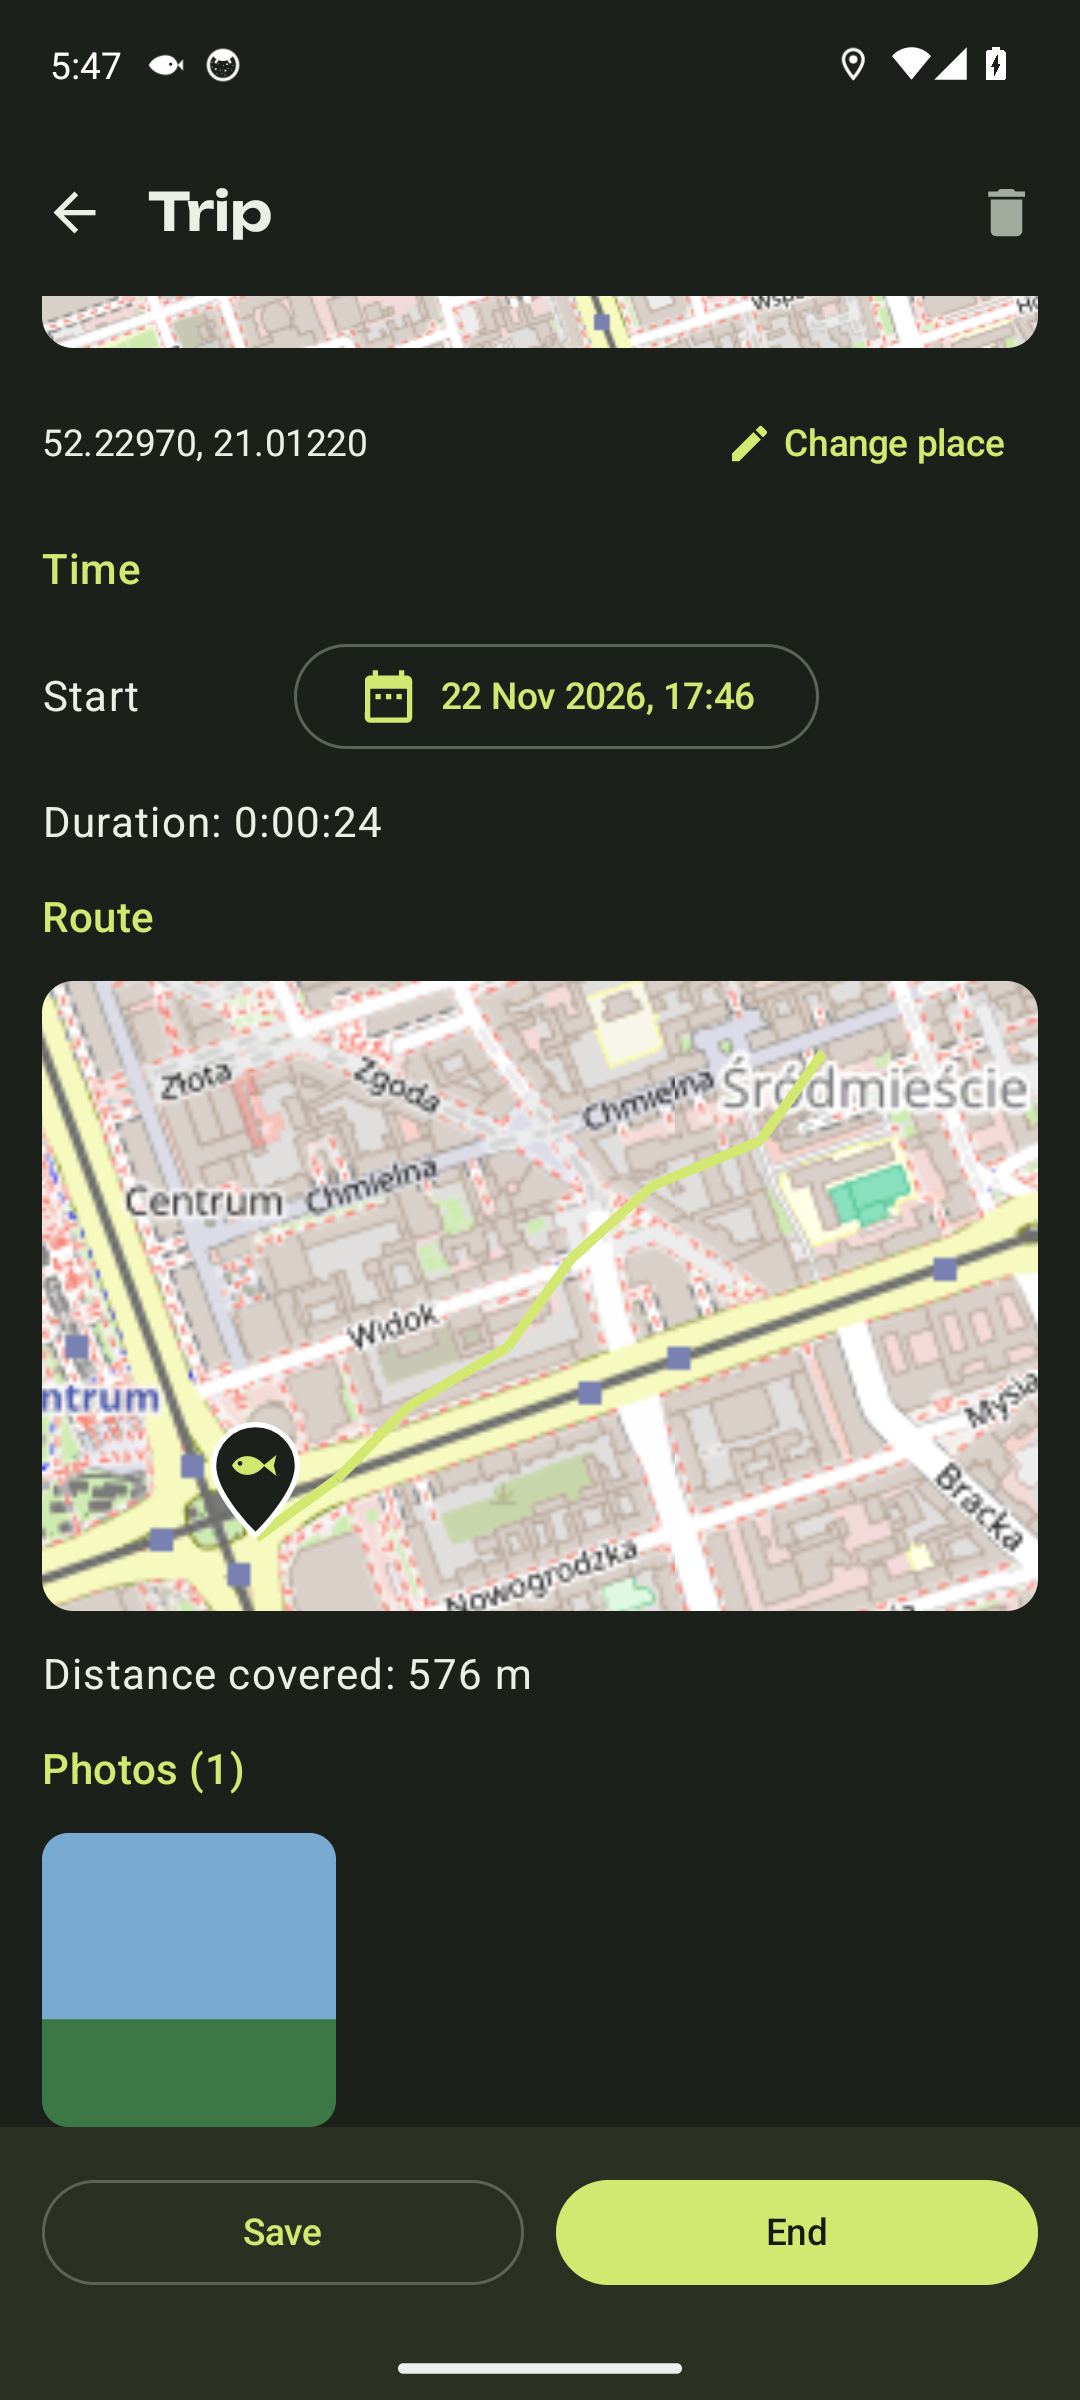 5:47
Trip
52.22970, 21.01220
Change place
Time
Start
22 Nov 2026, 17:46
Duration: 0:00:24
Route
Złota
Zgoda
Chmielna
Śródmieście
Centrum
Chmielna
Widok
ntrum
Mysia
Bracka
Nowogrodzka
Distance covered: 576 m
Photos (1)
Save
End